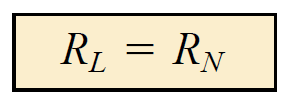 R_L = R_N